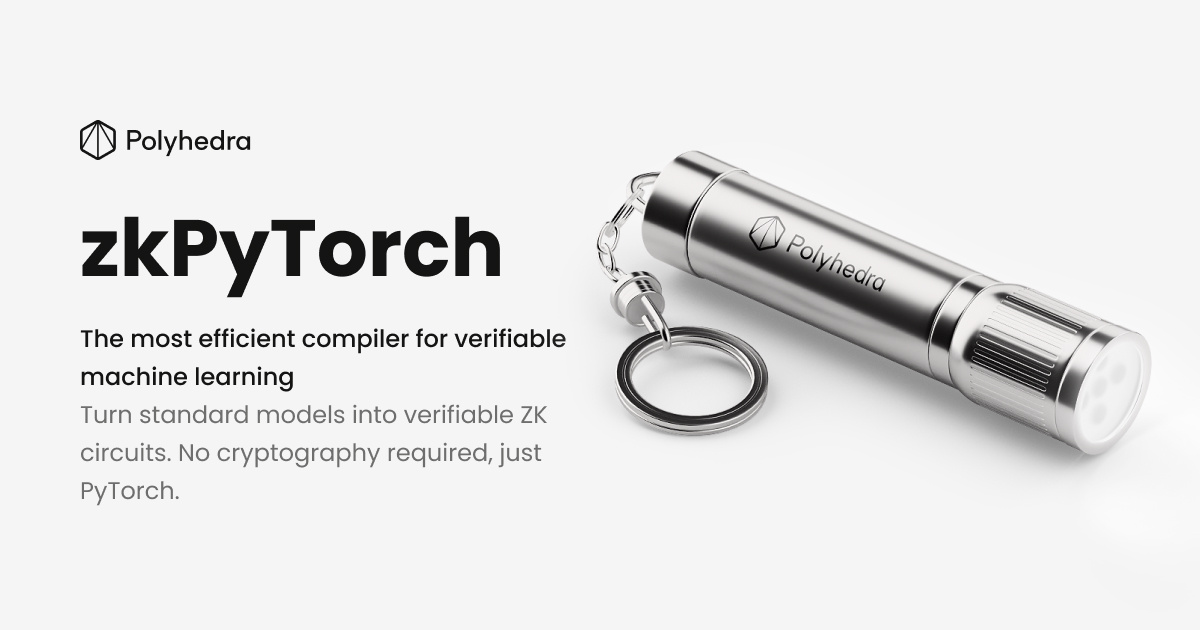 Polyhedra
zkPyTorch
The most efficient compiler for verifiable
machine learning
Turn standard models into verifiable ZK
circuits. No cryptography required, just
PyTorch.
Polyhedra